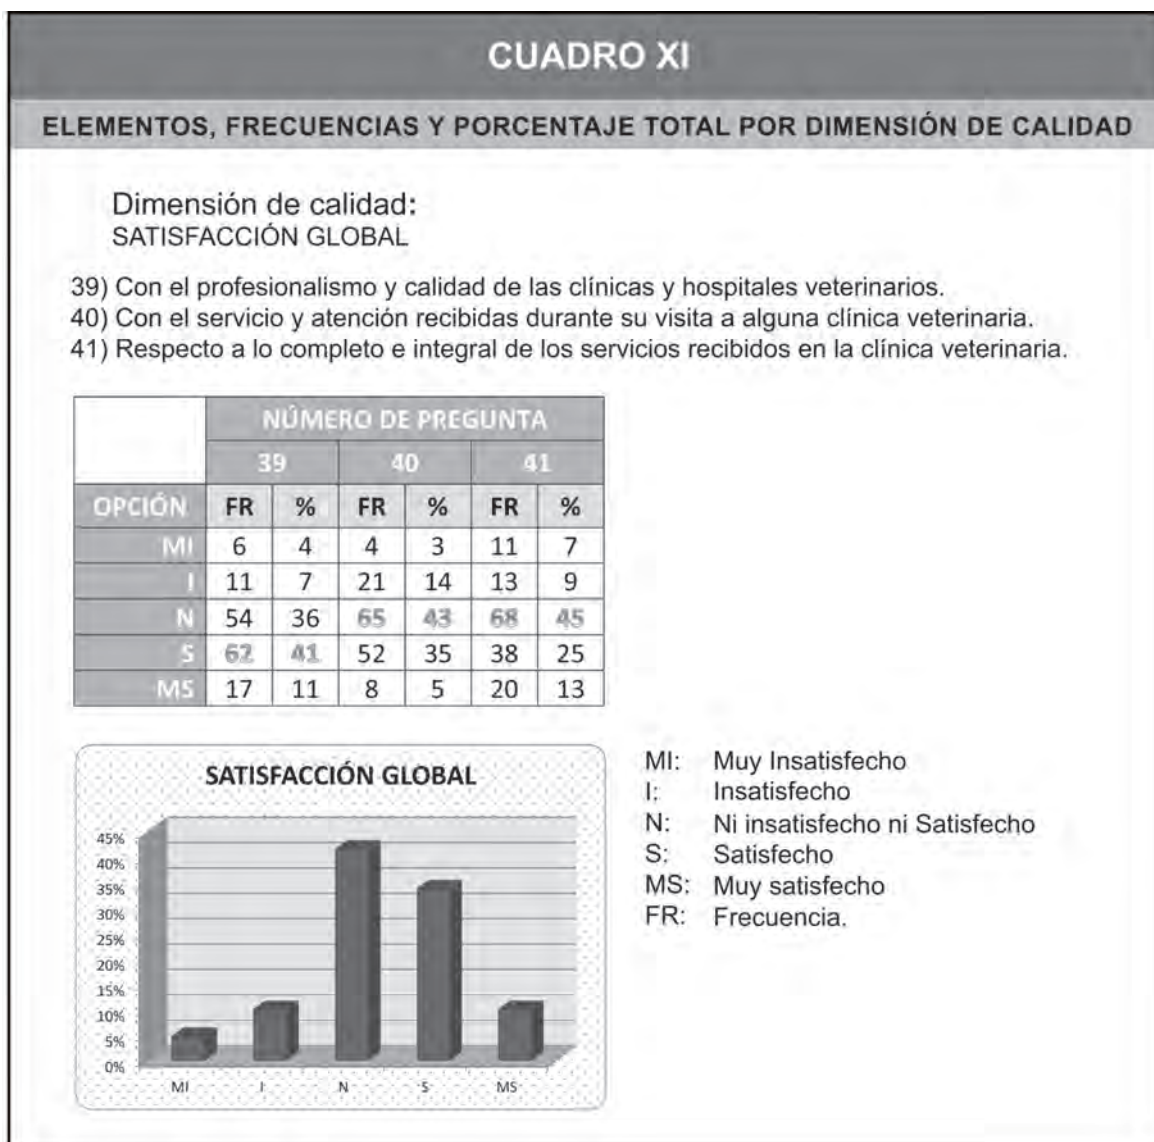 CUADRO XI
ELEMENTOS, FRECUENCIAS Y PORCENTAJE TOTAL POR DIMENSIÓN DE CALIDAD
Dimensión de calidad:
SATISFACCIÓN GLOBAL
39) Con el profesionalismo y calidad de las clínicas y hospitales veterinarios.
40) Con el servicio y atención recibidas durante su visita a alguna clínica veterinaria.
41) Respecto a lo completo e integral de los servicios recibidos en la clínica veterinaria.
NÚMERO DE PREGUNTA
39 40 41
OPCIÓN FR % FR % FR %
MI 6 4 4 3 11 7
I 11 7 21 14 13 9
N 54 36 65 43 68 45
S 62 41 52 35 38 25
MS 17 11 8 5 20 13
SATISFACCIÓN GLOBAL
45%
40%
35%
30%
25%
20%
15%
10%
5%
0%
MI I N S MS
MI: Muy Insatisfecho
I: Insatisfecho
N: Ni insatisfecho ni Satisfecho
S: Satisfecho
MS: Muy satisfecho
FR: Frecuencia.